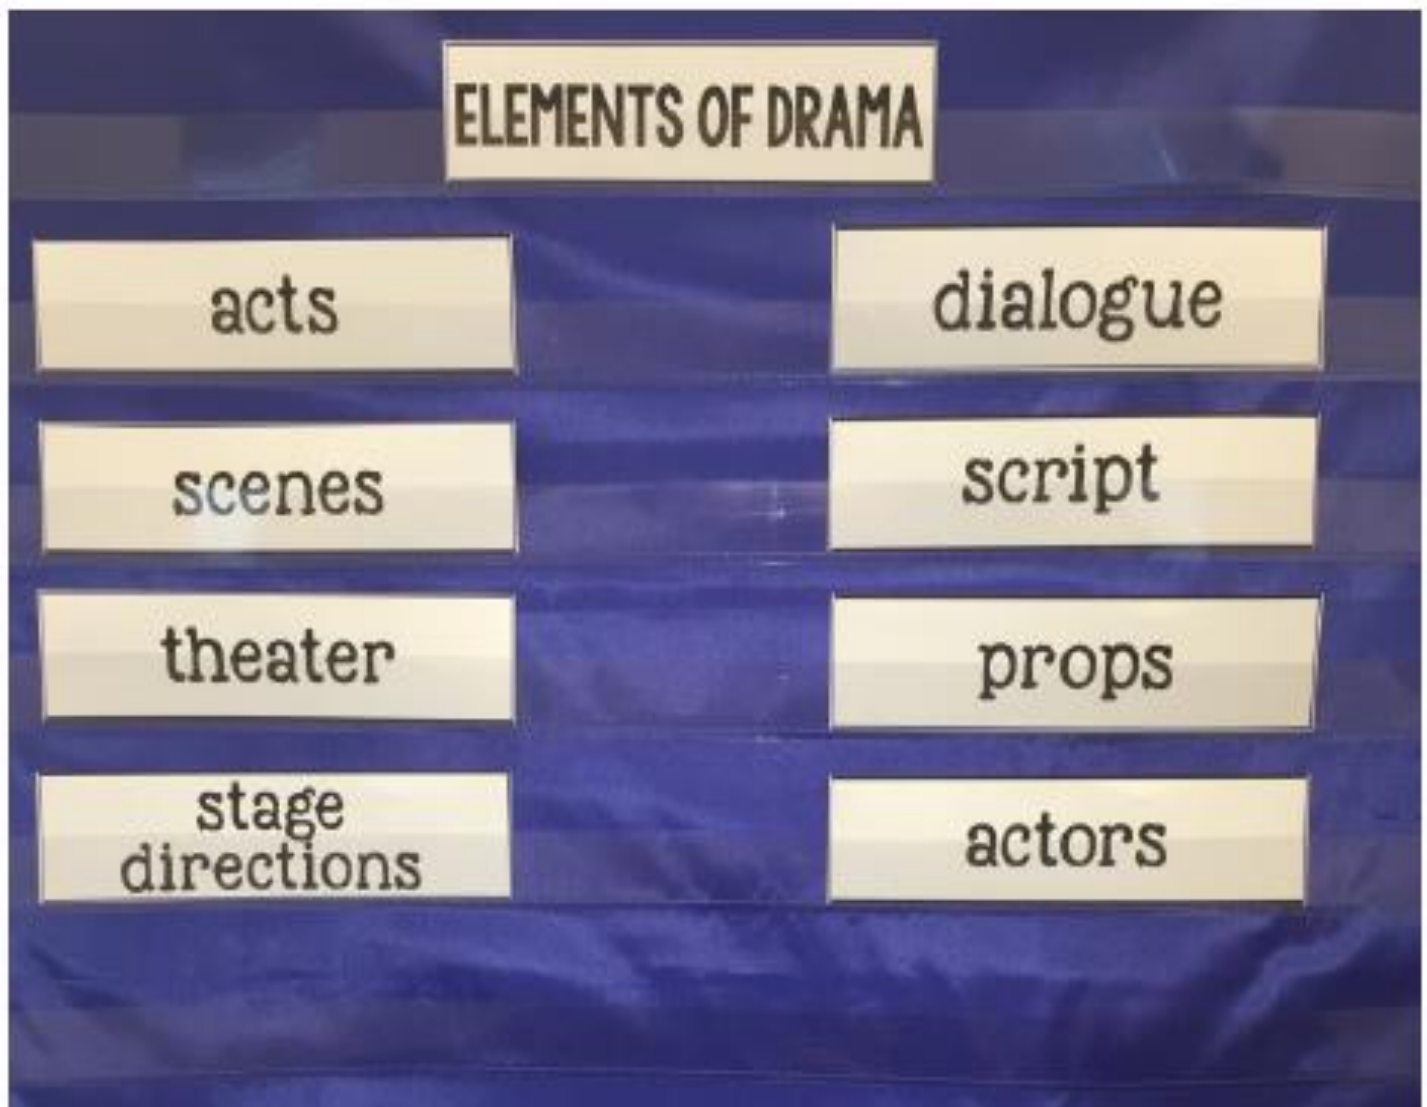 ELEMENTS OF DRAMA
acts
dialogue
scenes
script
theater
props
stage
directions
actors